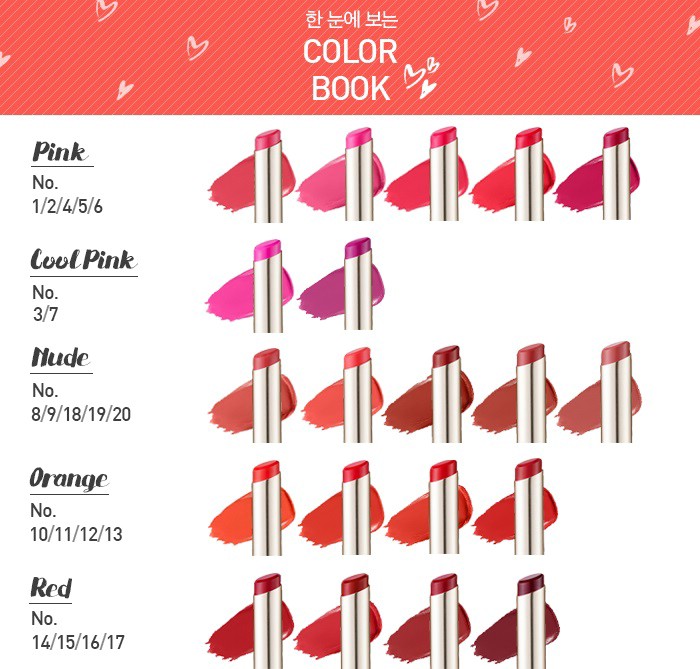 한 눈에 보는
COLOR
BOOK
Pink
No.
1/2/4/5/6
Cool Pink
No.
3/7
Nude
No.
8/9/18/19/20
Orange
No.
10/11/12/13
Red
No.
14/15/16/17